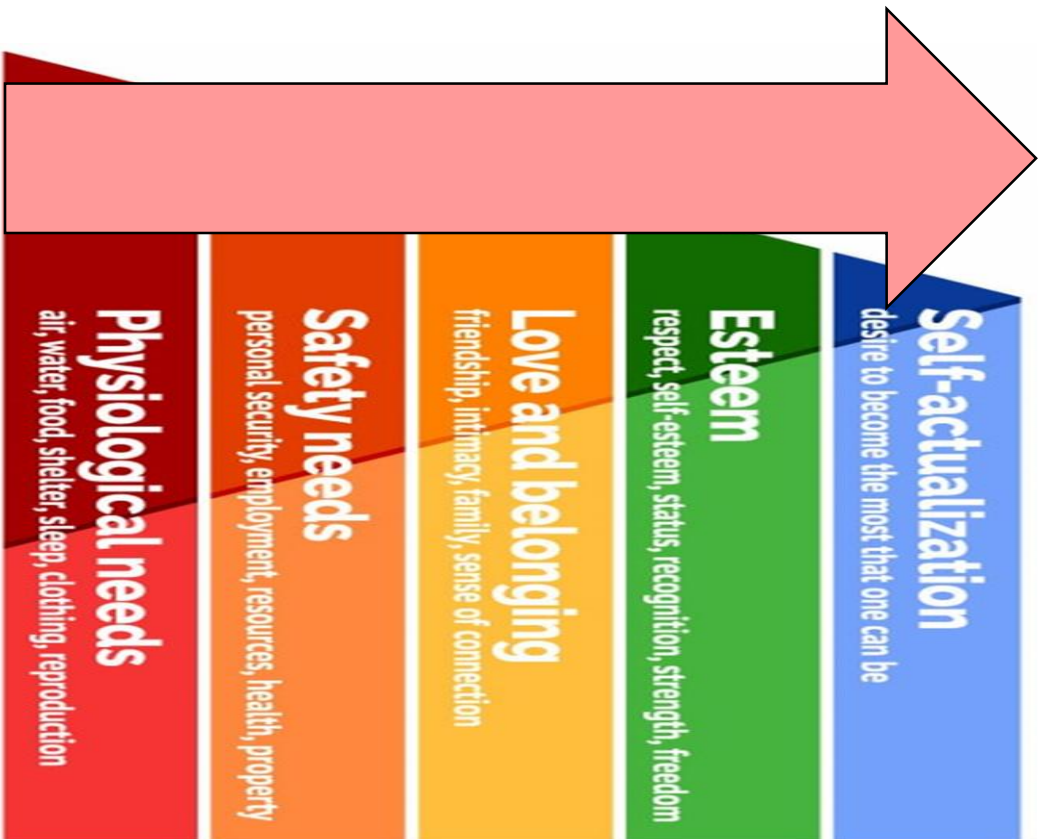 Self-actualization
desire to become the most that one can be
Esteem
respect, self-esteem, status, recognition, strength, freedom
Love and belonging
friendship, intimacy, family, sense of connection
Safety needs
personal security, employment, resources, health, property
Physiological needs
air, water, food, shelter, sleep, clothing, reproduction